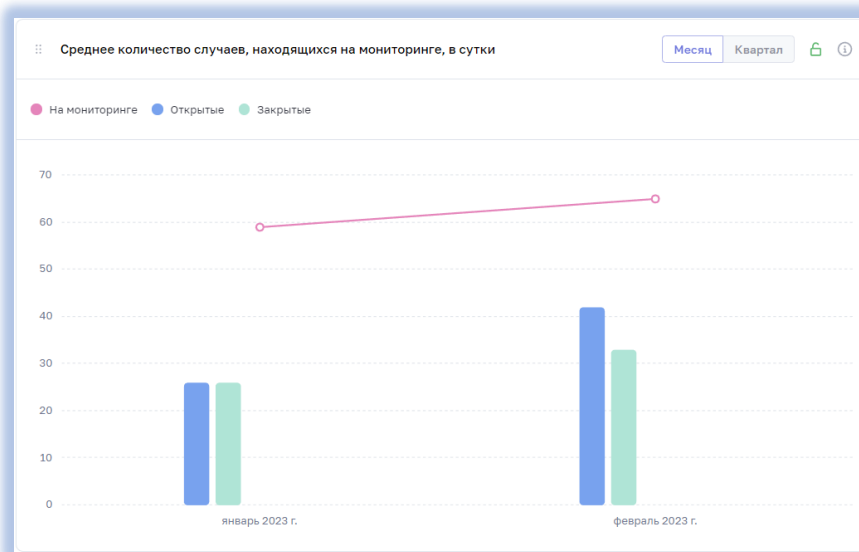 Среднее количество случаев, находящихся на мониторинге, в сутки
Месяц Квартал
На мониторинге Открытые Закрытые
70
60
50
40
30
20
10
0
январь 2023 г. февраль 2023 г.